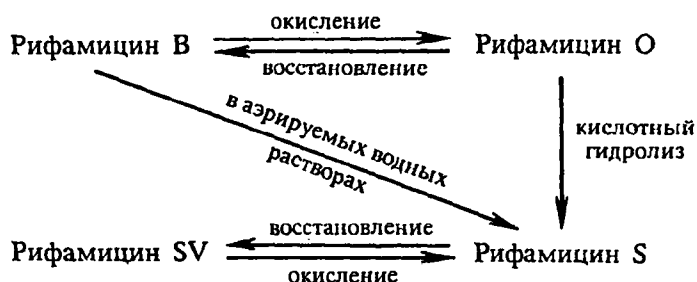 окисление
Рифамицин B
Рифамицин O
восстановление
в аэрируемых водных
растворах
кислотный
гидролиз
восстановление
Рифамицин SV
Рифамицин S
окисление